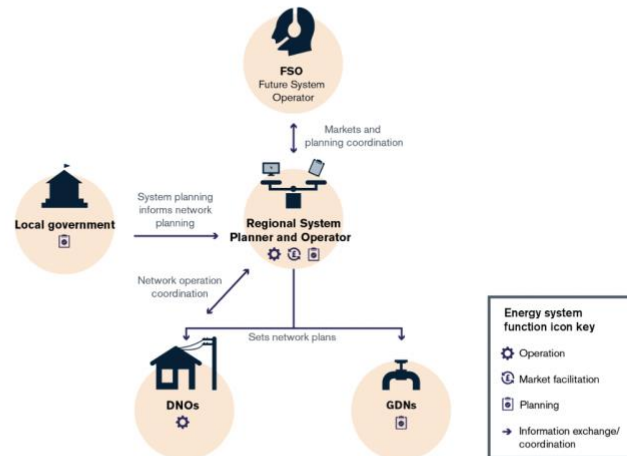 FSO
Future System
Operator
Markets and
planning coordination
System planning
informs network
planning
Local government
Regional System
Planner and Operator
Network operation
coordination
Sets network plans
DNOs
GDNs
Energy system
function icon key
Operation
Market facilitation
Planning
Information exchange/
coordination